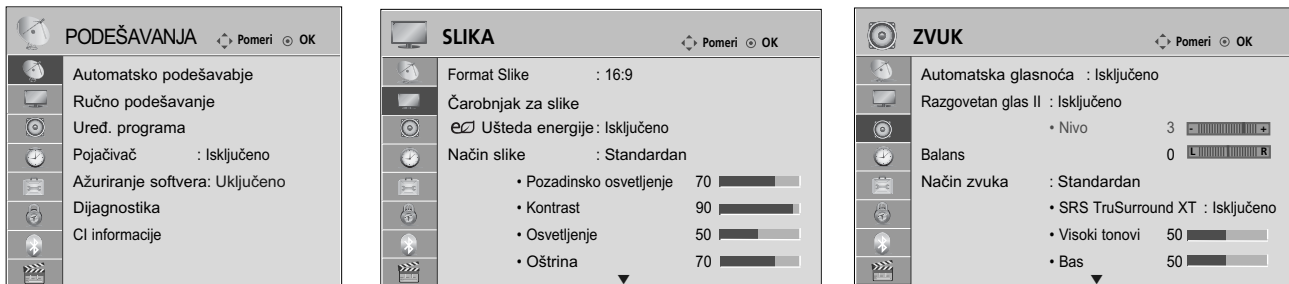 PODEŠAVANJA Pomeri OK
Automatsko podešavabje
Ručno podešavanje
Uređ. programa
Pojačivač : Isključeno
Ažuriranje softvera: Uključeno
Dijagnostika
CI informacije
SLIKA Pomeri OK
Format Slike : 16:9
Čarobnjak za slike
Ušteda energije : Isključeno
Način slike : Standardan
• Pozadinsko osvetljenje 70
• Kontrast 90
• Osvetljenje 50
• Oštrina 70
ZVUK Pomeri OK
Automatska glasnoća : Isključeno
Razgovetan glas II : Isključeno
• Nivo 3 - +
Balans 0 L R
Način zvuka : Standardan
• SRS TruSurround XT : Isključeno
• Visoki tonovi 50
• Bas 50